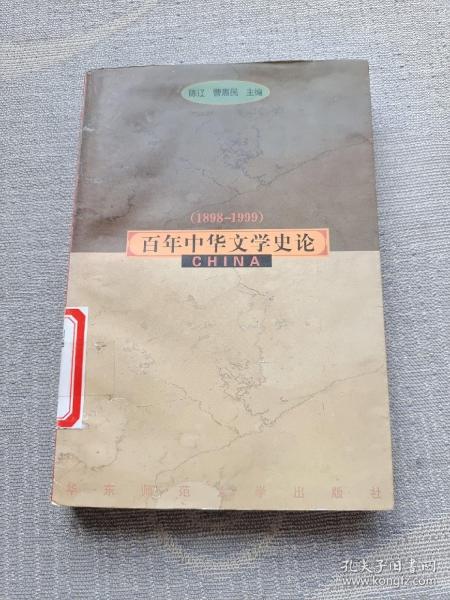 陈辽 曹惠民 主编
(1898-1999)
百年中华文学史论
CHINA
华东师范大学出版社
孔夫子旧书网
kongfz.com